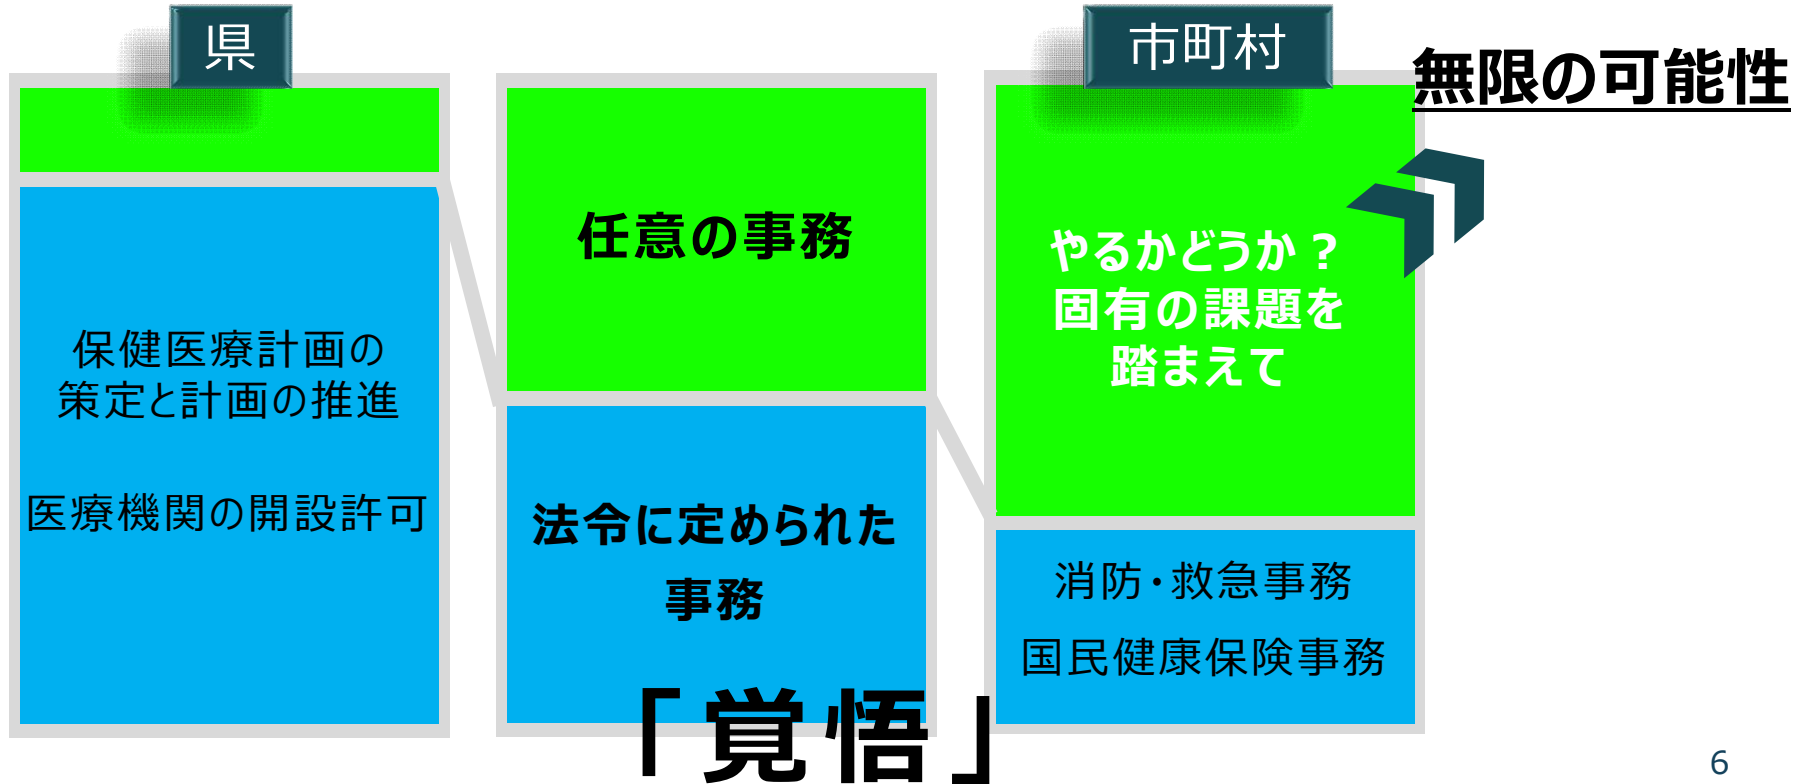 県
保健医療計画の
策定と計画の推進
医療機関の開設許可
任意の事務
法令に定められた
事務
市町村
無限の可能性
やるかどうか？
固有の課題を
踏まえて
消防・救急事務
国民健康保険事務
「覚悟」
6